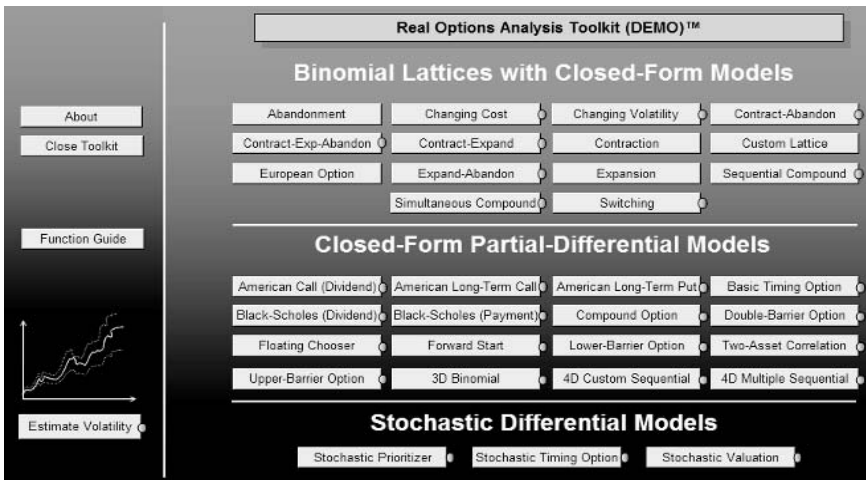 Real Options Analysis Toolkit (DEMO)™
Binomial Lattices with Closed-Form Models
About
Close Toolkit
Function Guide
Estimate Volatility
Abandonment
Changing Cost
Changing Volatility
Contract-Abandon
Contract-Exp-Abandon
Contract-Expand
Contraction
Custom Lattice
European Option
Expand-Abandon
Expansion
Sequential Compound
Simultaneous Compound
Switching
Closed-Form Partial-Differential Models
American Call (Dividend)
American Long-Term Call
American Long-Term Put
Basic Timing Option
Black-Scholes (Dividend)
Black-Scholes (Payment)
Compound Option
Double-Barrier Option
Floating Chooser
Forward Start
Lower-Barrier Option
Two-Asset Correlation
Upper-Barrier Option
3D Binomial
4D Custom Sequential
4D Multiple Sequential
Stochastic Differential Models
Stochastic Prioritizer
Stochastic Timing Option
Stochastic Valuation